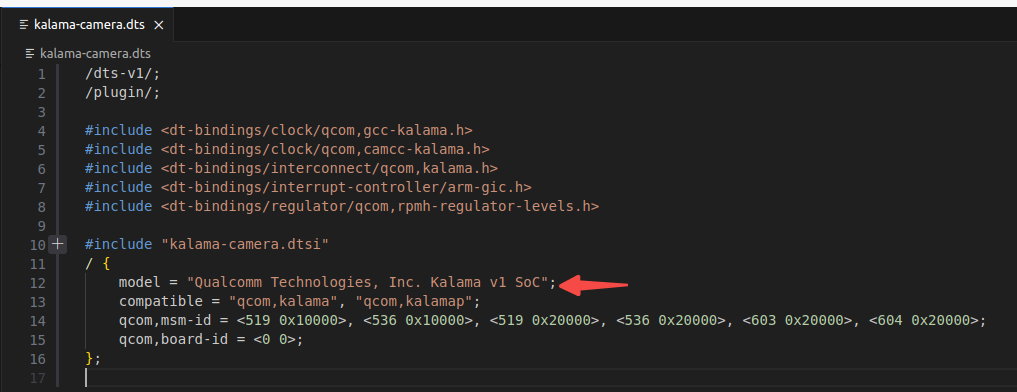 kalama-camera.dts
kalama-camera.dts
1 /dts-v1/;
2 /plugin/;
3
4 #include <dt-bindings/clock/qcom,gcc-kalama.h>
5 #include <dt-bindings/clock/qcom,camcc-kalama.h>
6 #include <dt-bindings/interconnect/qcom,kalama.h>
7 #include <dt-bindings/interrupt-controller/arm-gic.h>
8 #include <dt-bindings/regulator/qcom,rpmh-regulator-levels.h>
9
10 #include "kalama-camera.dtsi"
11 / {
12 model = "Qualcomm Technologies, Inc. Kalama v1 SoC";
13 compatible = "qcom,kalama", "qcom,kalamap";
14 qcom,msm-id = <519 0x10000>, <536 0x10000>, <519 0x20000>, <536 0x20000>, <603 0x20000>, <604 0x20000>;
15 qcom,board-id = <0 0>;
16 };
17